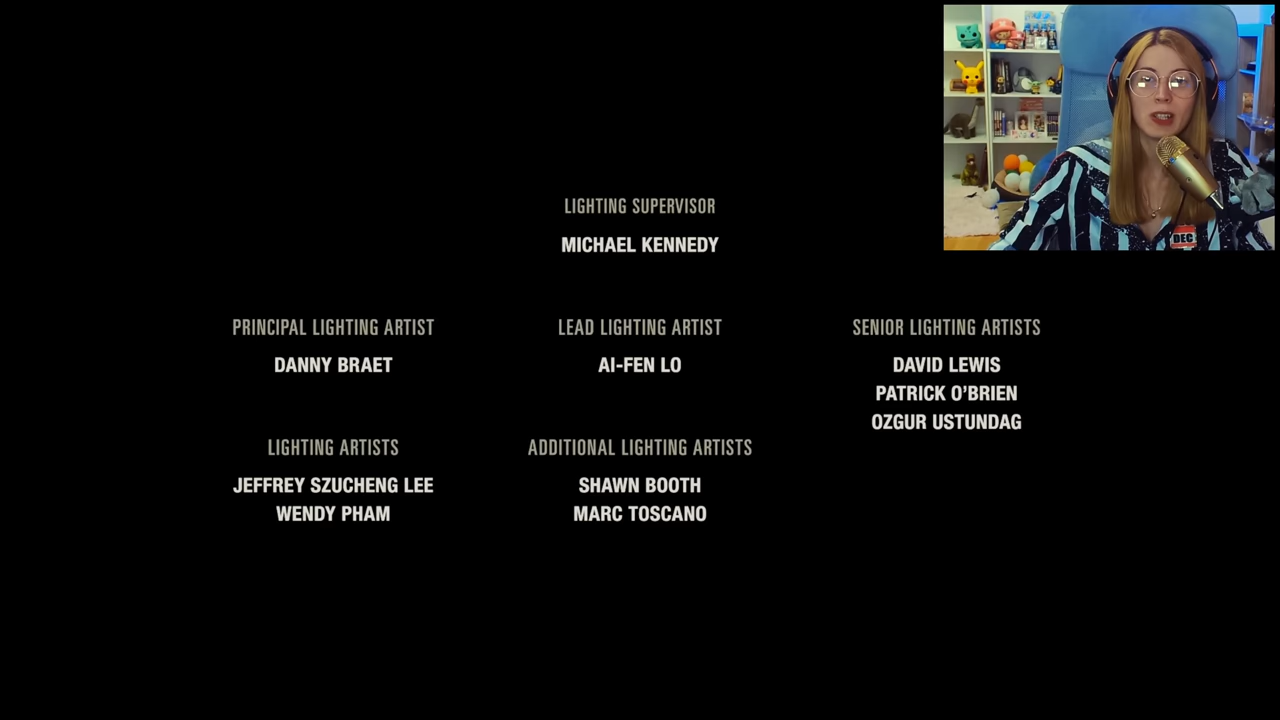 LIGHTING SUPERVISOR
MICHAEL KENNEDY
PRINCIPAL LIGHTING ARTIST
DANNY BRAET
LEAD LIGHTING ARTIST
AI-FEN LO
SENIOR LIGHTING ARTISTS
DAVID LEWIS
PATRICK O’BRIEN
OZGUR USTUNDAG
LIGHTING ARTISTS
JEFFREY SZUCHENG LEE
WENDY PHAM
ADDITIONAL LIGHTING ARTISTS
SHAWN BOOTH
MARC TOSCANO
DEC